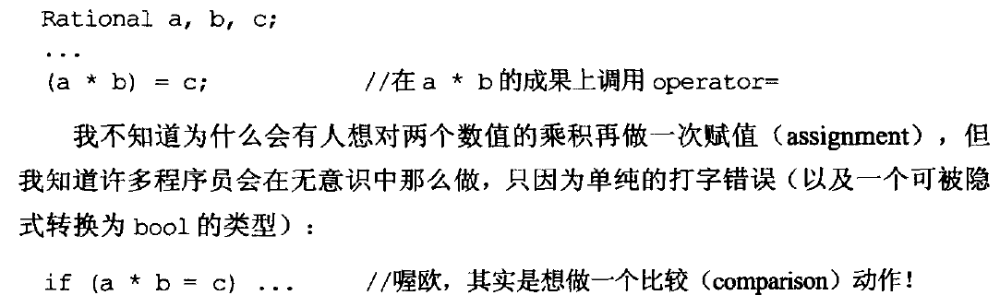 Rational a, b, c;
...
(a * b) = c; //在 a * b 的成果上调用 operator=
我不知道为什么会有人想对两个数值的乘积再做一次赋值（assignment），但
我知道许多程序员会在无意识中那么做，只因为单纯的打字错误（以及一个可被隐
式转换为 bool 的类型）：
if (a * b = c) ... //喔欧，其实是想做一个比较（comparison）动作！